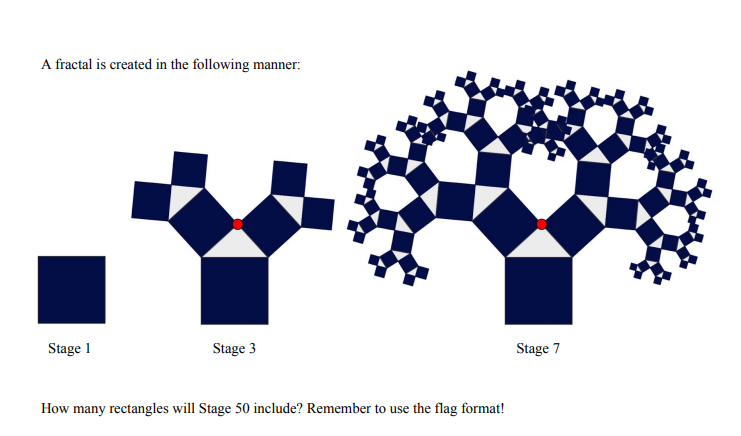 A fractal is created in the following manner:
Stage 1
Stage 3
Stage 7
How many rectangles will Stage 50 include? Remember to use the flag format!